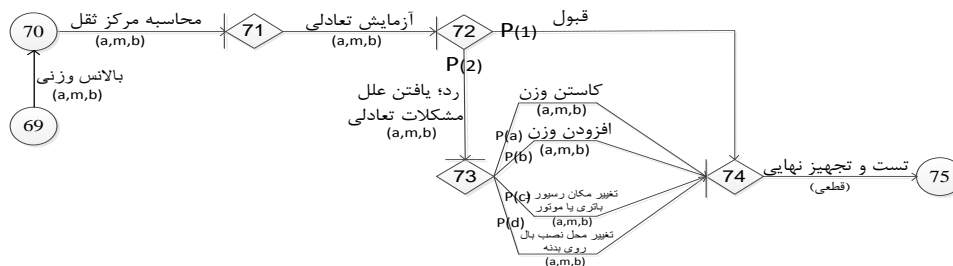 70
محاسبه مرکز ثقل
(a,m,b)
71
آزمایش تعادلی
(a,m,b)
72
P(1)
قبول
P(2)
بالانس وزنی
(a,m,b)
69
رد؛ یافتن علل
مشکلات تعادلی
(a,m,b)
73
P(a)
کاستن وزن
(a,m,b)
P(b)
افزودن وزن
(a,m,b)
P(c)
تغییر مکان رسیور
باتری یا موتور
(a,m,b)
P(d)
تغییر محل نصب بال
روی بدنه
(a,m,b)
74
تست و تجهیز نهایی
(قطعی)
75